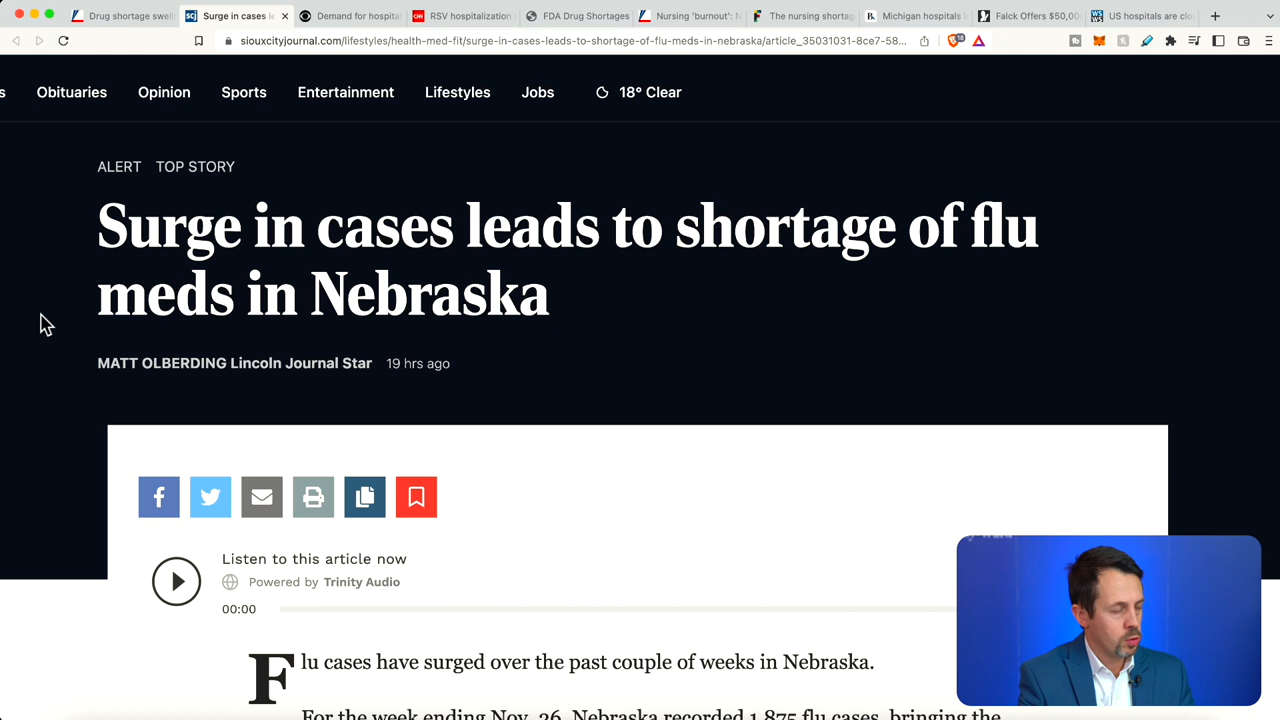 Drug shortage swell
Surge in cases l
Demand for hospital
RSV hospitalization
FDA Drug Shortages
Nursing 'burnout': N
The nursing shortag
Michigan hospitals
Falck Offers $50,00
US hospitals are clo
siouxcityjournal.com/lifestyles/health-med-fit/surge-in-cases-leads-to-shortage-of-flu-meds-in-nebraska/article_35031031-8ce7-58...
s Obituaries Opinion Sports Entertainment Lifestyles Jobs 18° Clear
ALERT TOP STORY
Surge in cases leads to shortage of flu
meds in Nebraska
MATT OLBERDING Lincoln Journal Star 19 hrs ago
Listen to this article now
Powered by Trinity Audio
00:00
Flu cases have surged over the past couple of weeks in Nebraska.
For the week ending Nov. 26, Nebraska recorded 1,875 flu cases, bringing the